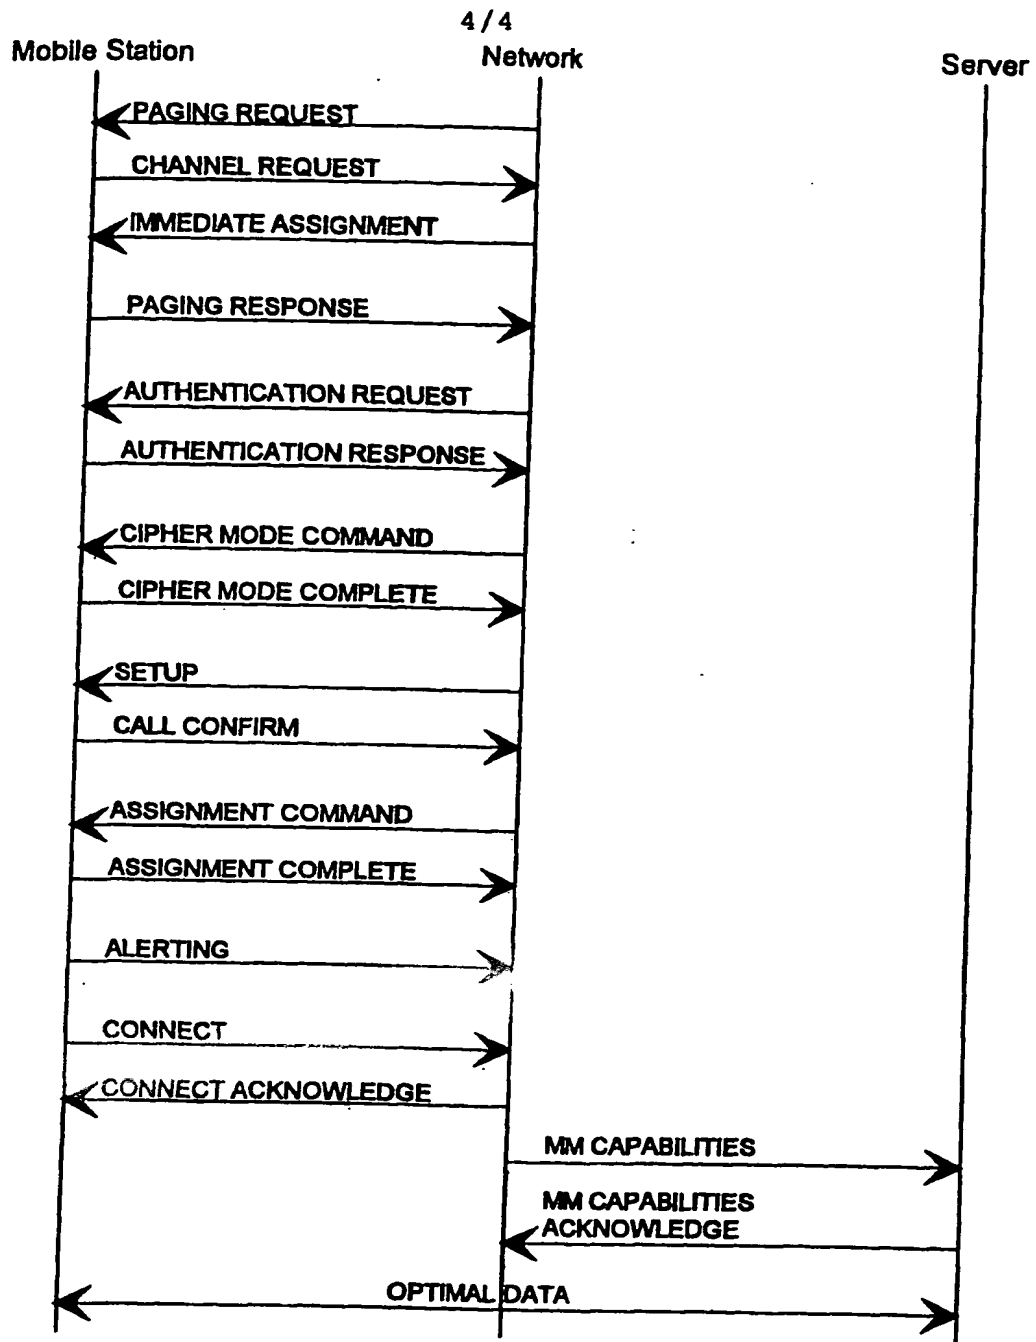 4/4
Mobile Station
Network
Server
PAGING REQUEST
CHANNEL REQUEST
IMMEDIATE ASSIGNMENT
PAGING RESPONSE
AUTHENTICATION REQUEST
AUTHENTICATION RESPONSE
CIPHER MODE COMMAND
CIPHER MODE COMPLETE
SETUP
CALL CONFIRM
ASSIGNMENT COMMAND
ASSIGNMENT COMPLETE
ALERTING
CONNECT
CONNECT ACKNOWLEDGE
MM CAPABILITIES
MM CAPABILITIES
ACKNOWLEDGE
OPTIMAL DATA